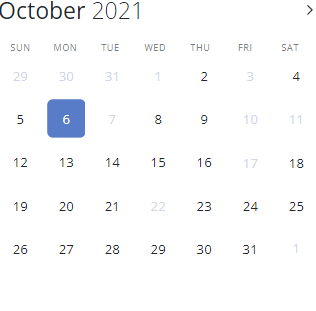 October 2021
SUN MON TUE WED THU FRI SAT
29 30 31 1 2 3 4
5 6 7 8 9 10 11
12 13 14 15 16 17 18
19 20 21 22 23 24 25
26 27 28 29 30 31 1